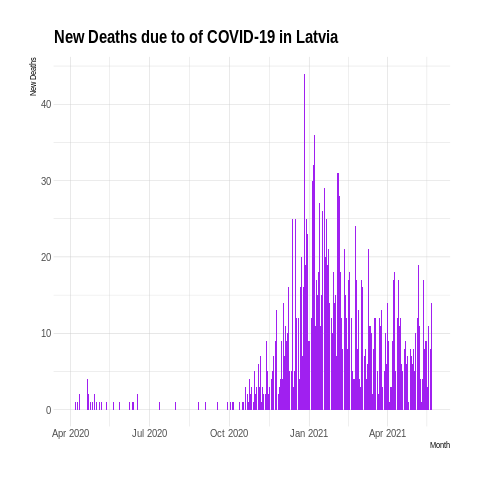 New Deaths due to of COVID-19 in Latvia
New Deaths
40
30
20
10
0
Apr 2020 Jul 2020 Oct 2020 Jan 2021 Apr 2021
Month